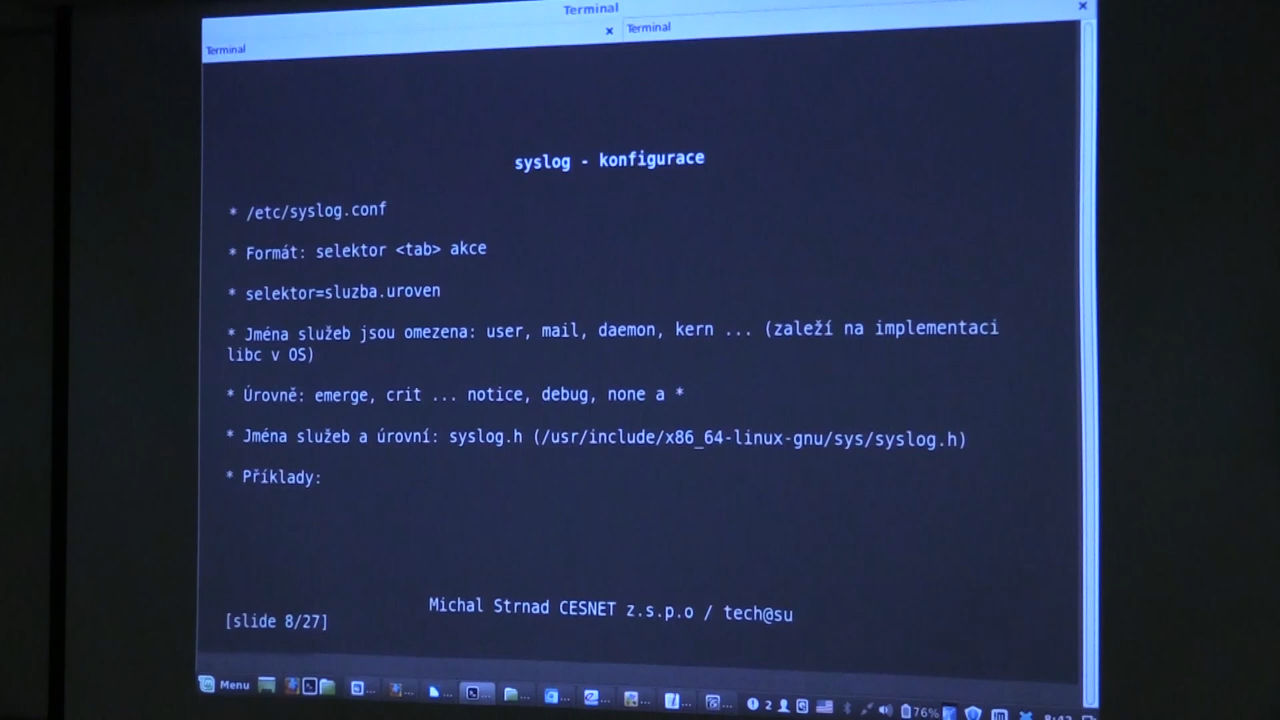 Terminal
Terminal
Terminal
syslog - konfigurace
* /etc/syslog.conf
* Formát: selektor <tab> akce
* selektor=sluzba.uroven
* Jména služeb jsou omezena: user, mail, daemon, kern ... (zaleží na implementaci
libc v OS)
* Úrovně: emerge, crit ... notice, debug, none a *
* Jména služeb a úrovní: syslog.h (/usr/include/x86_64-linux-gnu/sys/syslog.h)
* Příklady:
Michal Strnad CESNET z.s.p.o / tech@su
[slide 8/27]
Menu
2
76%